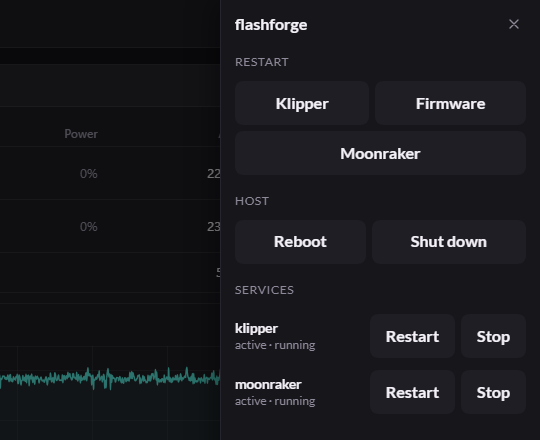 flashforge
RESTART
Klipper Firmware
Moonraker
HOST
Reboot Shut down
SERVICES
klipper
active · running
Restart Stop
moonraker
active · running
Restart Stop
Power
0%
0%